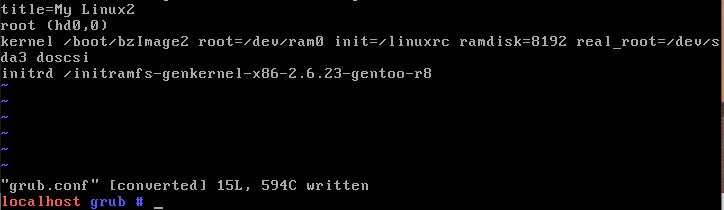 title=My Linux2
root (hd0,0)
kernel /boot/bzImage2 root=/dev/ram0 init=/linuxrc ramdisk=8192 real_root=/dev/s
da3 doscsi
initrd /initramfs-genkernel-x86-2.6.23-gentoo-r8
~
~
~
~
~
"grub.conf" [converted] 15L, 594C written
localhost grub # _